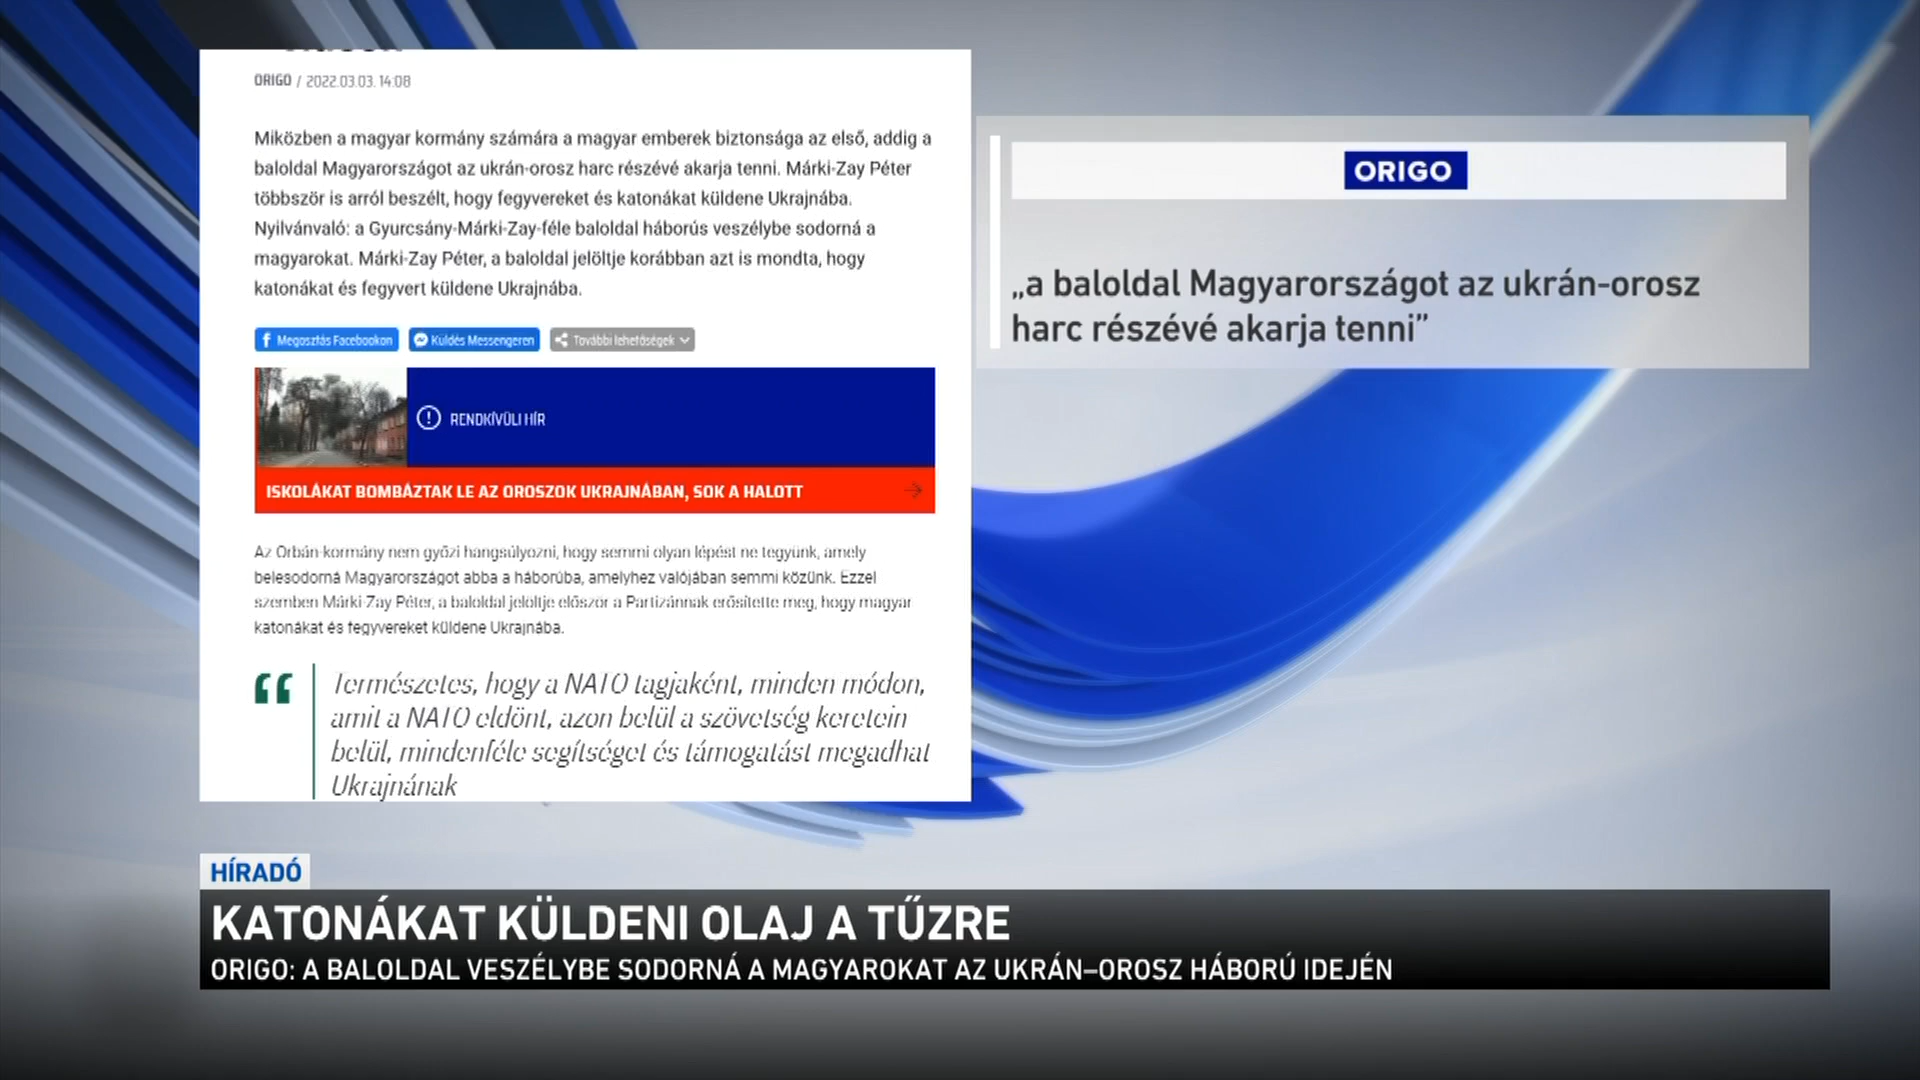 ORIGO / 2022.03.03. 14:08
Miközben a magyar kormány számára a magyar emberek biztonsága az első, addig a
baloldal Magyarországot az ukrán-orosz harc részévé akarja tenni. Márki-Zay Péter
többször is arról beszélt, hogy fegyvereket és katonákat küldene Ukrajnába.
Nyilvánvaló: a Gyurcsány-Márki-Zay-féle baloldal háborús veszélybe sodorná a
magyarokat. Márki-Zay Péter, a baloldal jelöltje korábban azt is mondta, hogy
katonákat és fegyvert küldene Ukrajnába.
Megosztás Facebookon Küldés Messengeren További lehetőségek
RENDKÍVÜLI HÍR
ISKOLÁKAT BOMBÁZTAK LE AZ OROSZOK UKRAJNÁBAN, SOK A HALOTT
Az Orbán-kormány nem győzi hangsúlyozni, hogy semmi olyan lépést ne tegyünk, amely
belesodorná Magyarországot abba a háborúba, amelyhez valójában semmi közünk. Ezzel
szemben Márki-Zay Péter, a baloldal jelöltje először a Partizánnak erősítette meg, hogy magyar
katonákat és fegyvereket küldene Ukrajnába.
“ Természetes, hogy a NATO tagjaként, minden módon,
amit a NATO eldönt, azon belül a szövetség keretein
belül, mindenféle segítséget és támogatást megadhat
Ukrajnának
ORIGO
„a baloldal Magyarországot az ukrán-orosz
harc részévé akarja tenni”
HÍRADÓ
KATONÁKAT KÜLDENI OLAJ A TŰZRE
ORIGO: A BALOLDAL VESZÉLYBE SODORNÁ A MAGYAROKAT AZ UKRÁN–OROSZ HÁBORÚ IDEJÉN